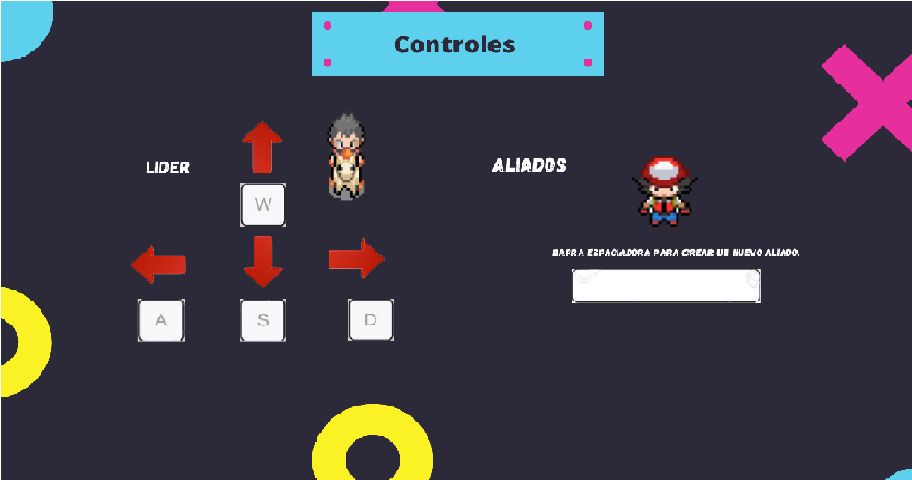 Controles
LIDER
ALIADOS
W
BARRA ESPACIADORA PARA CREAR UN NUEVO ALIADO.
A
S
D